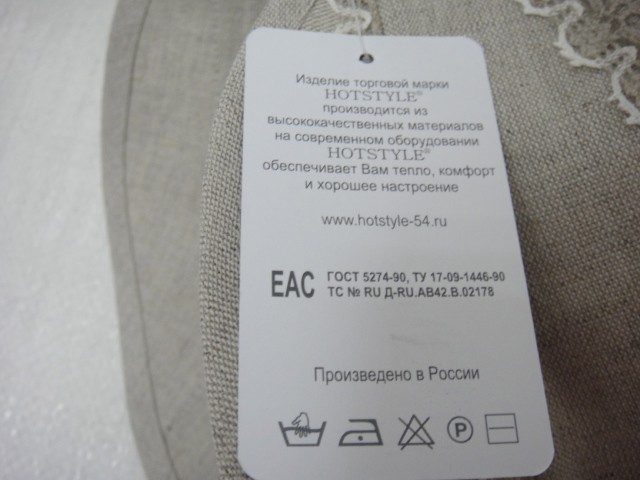 Изделие торговой марки
HOTSTYLE®
производится из
высококачественных материалов
на современном оборудовании
HOTSTYLE®
обеспечивает Вам тепло, комфорт
и хорошее настроение
www.hotstyle-54.ru
EAC ГОСТ 5274-90, ТУ 17-09-1446-90
ТС № RU Д-RU.АВ42.В.02178
Произведено в России
P